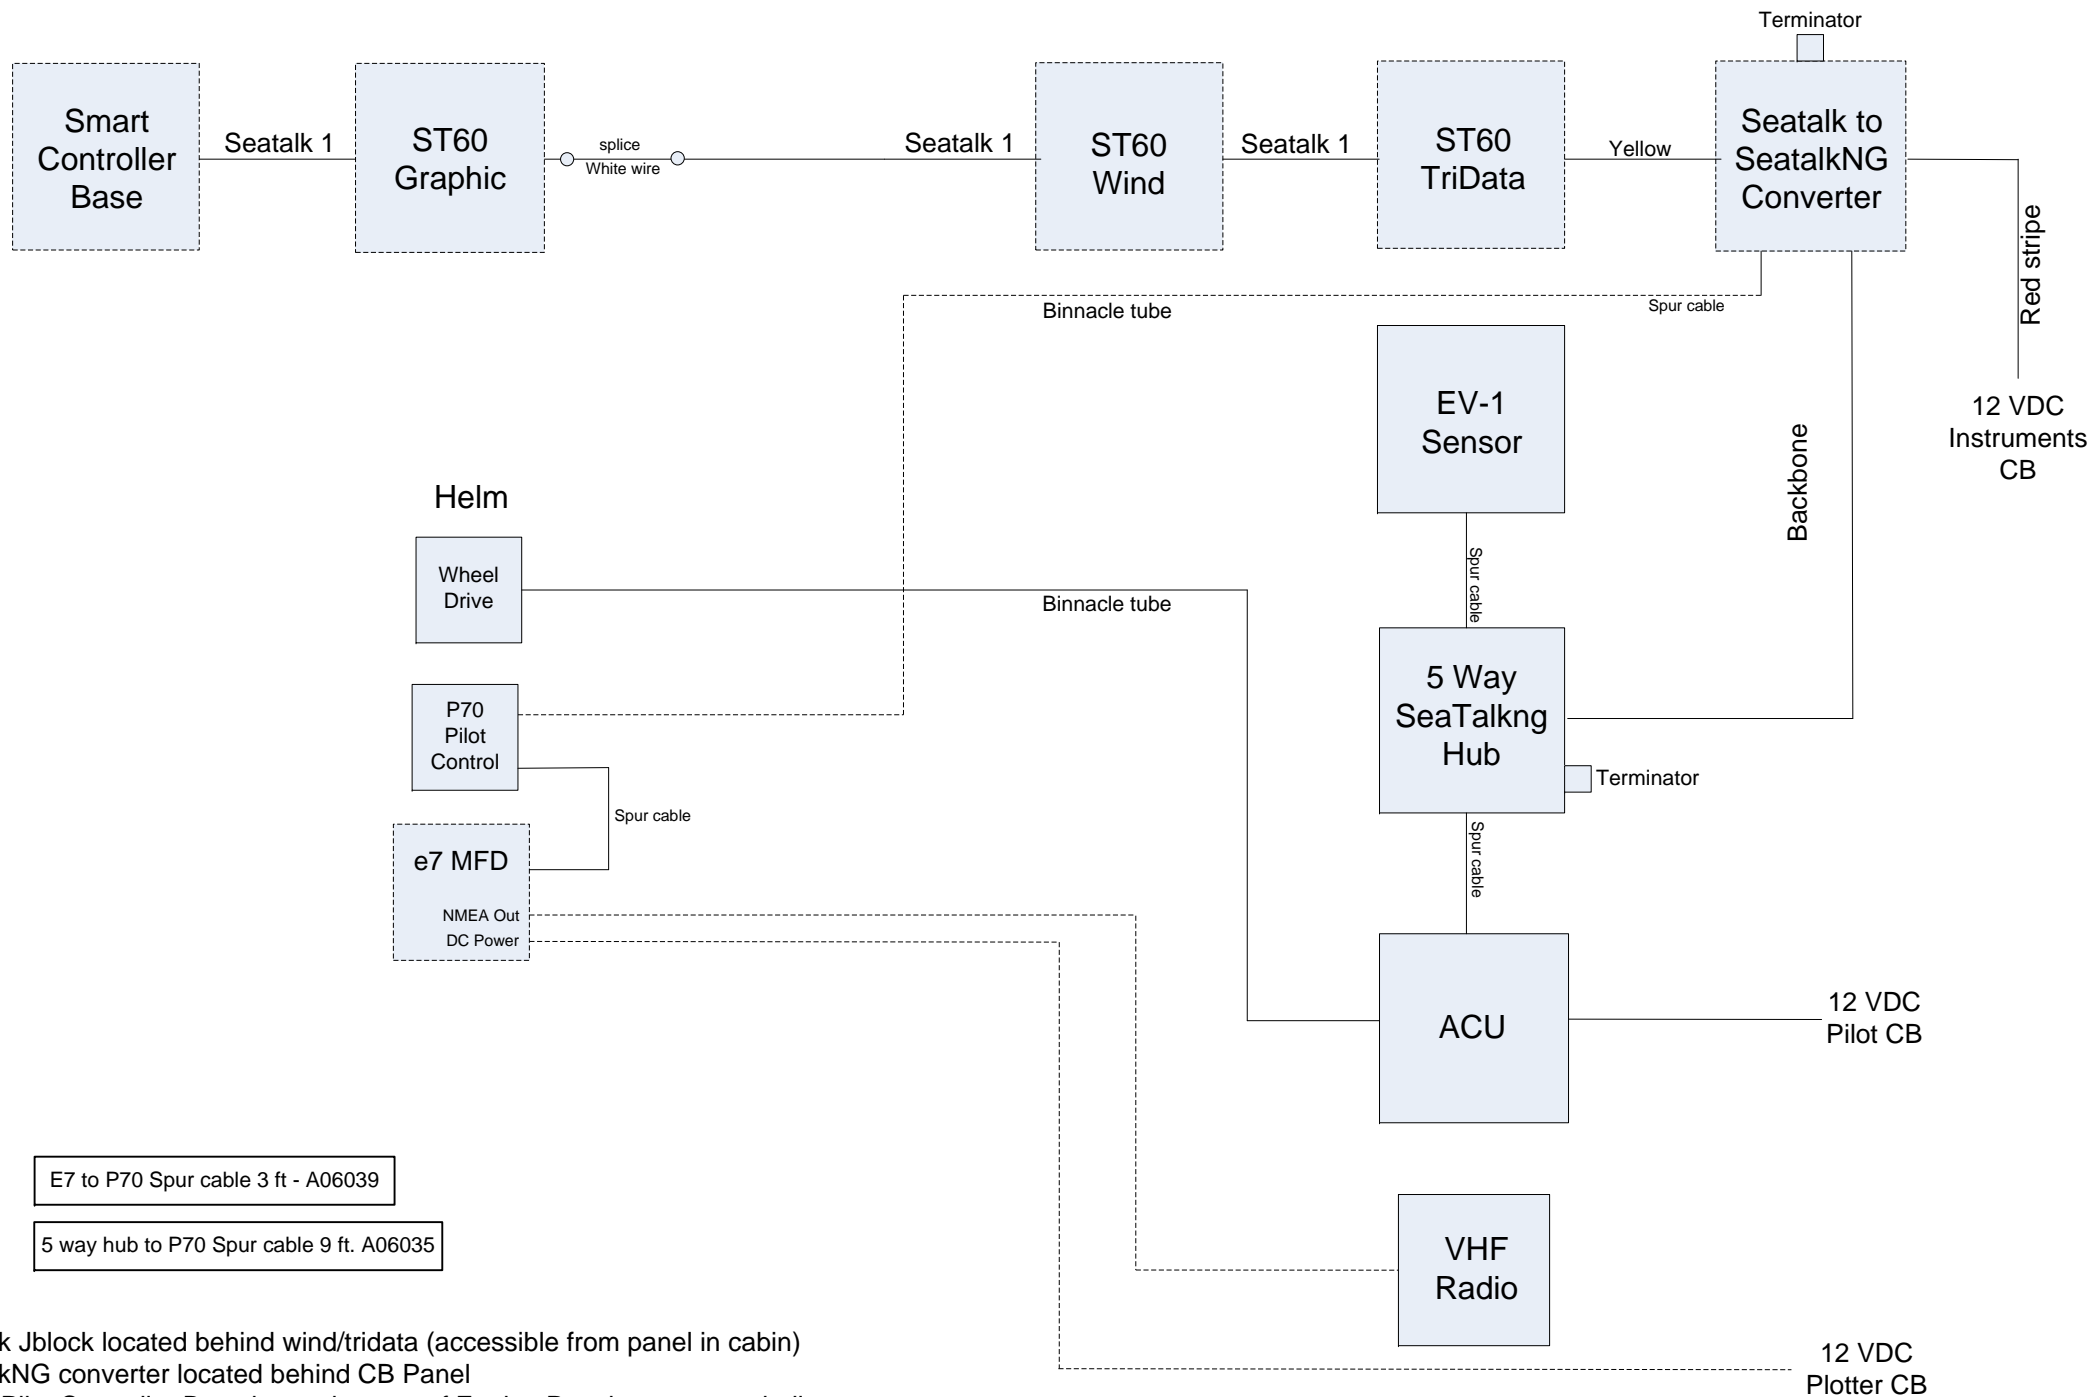 Terminator
Smart
Controller
Base
Seatalk 1
ST60
Graphic
splice
White wire
Seatalk 1
ST60
Wind
Seatalk 1
ST60
TriData
Yellow
Seatalk to
SeatalkNG
Converter
Red stripe
12 VDC
Instruments
CB
Binnacle tube
Spur cable
EV-1
Sensor
Backbone
Helm
Wheel
Drive
Binnacle tube
Spur cable
P70
Pilot
Control
5 Way
SeaTalkng
Hub
Terminator
Spur cable
e7 MFD
NMEA Out
DC Power
Spur cable
ACU
12 VDC
Pilot CB
E7 to P70 Spur cable 3 ft - A06039
5 way hub to P70 Spur cable 9 ft. A06035
VHF
Radio
12 VDC
Plotter CB
k Jblock located behind wind/tridata (accessible from panel in cabin)
kNG converter located behind CB Panel